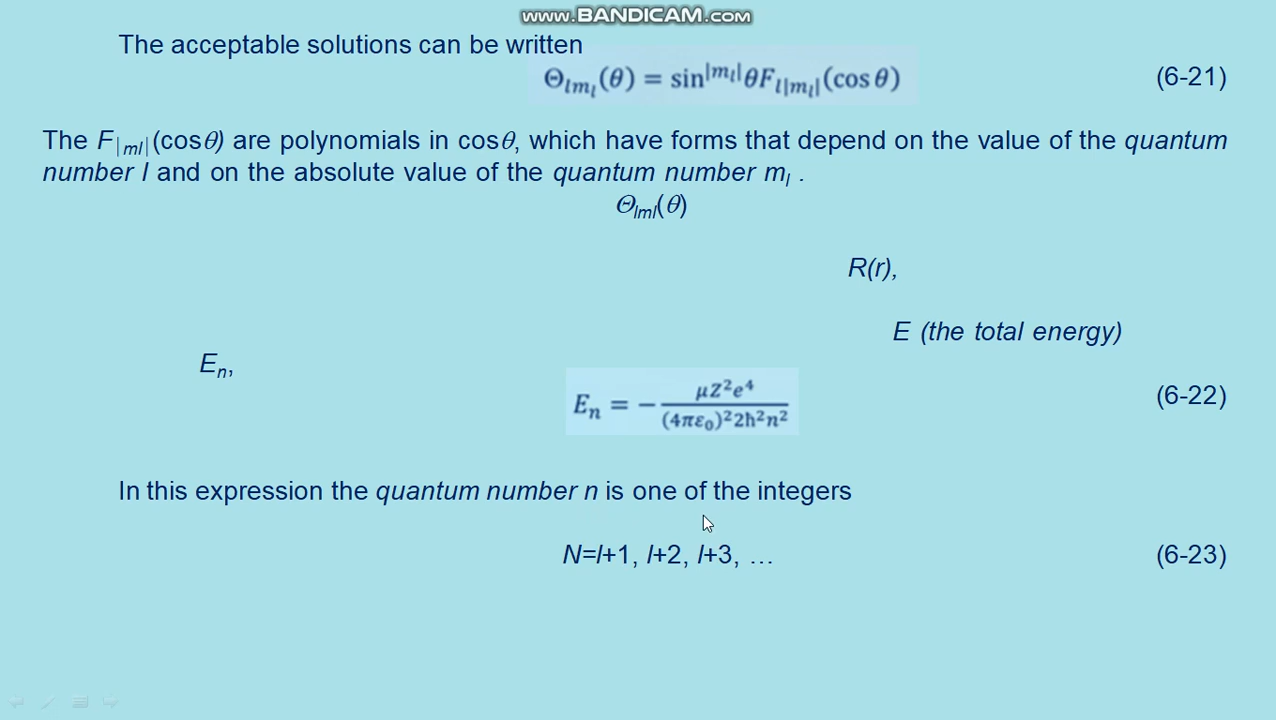 www.BANDICAM.com
The acceptable solutions can be written
Θ_{lm_l}(θ) = sin^{|m_l|}θF_{l|m_l|}(cos θ) (6-21)
The F_{|ml|}(cosθ) are polynomials in cosθ, which have forms that depend on the value of the quantum
number l and on the absolute value of the quantum number m_l .
Θ_{lml}(θ)
R(r),
E (the total energy)
E_n,
E_n = − μZ²e⁴ / (4πε₀)²2ħ²n² (6-22)
In this expression the quantum number n is one of the integers
N=l+1, l+2, l+3, … (6-23)